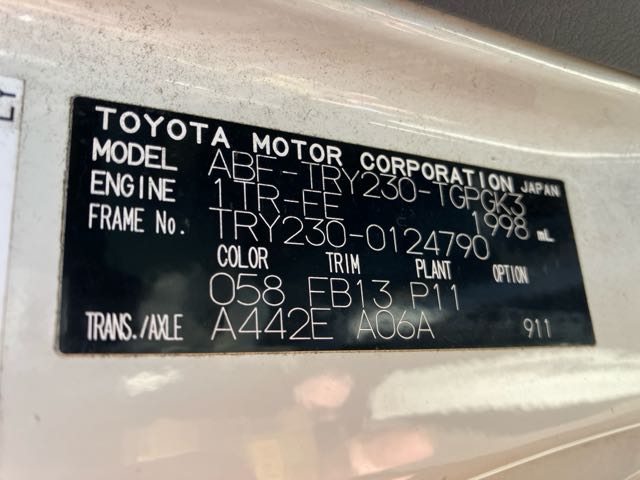 TOYOTA MOTOR CORPORATION JAPAN
MODEL ABF-TRY230-TGPGK3
ENGINE 1TR-FE 1998 mL
FRAME No. TRY230-0124790
COLOR TRIM PLANT OPTION
058 FB13 P11
TRANS./AXLE A442E A06A 911